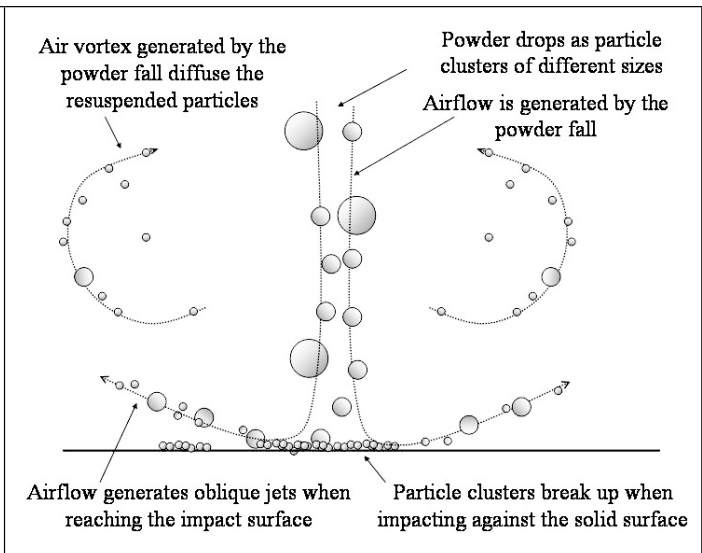 Air vortex generated by the
powder fall diffuse the
resuspended particles
Powder drops as particle
clusters of different sizes
Airflow is generated by the
powder fall
Airflow generates oblique jets when
reaching the impact surface
Particle clusters break up when
impacting against the solid surface